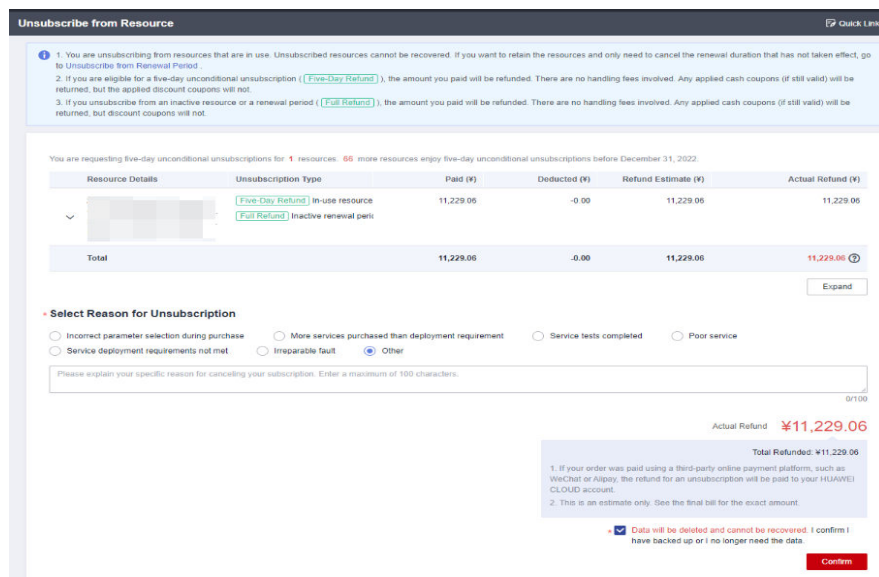 Unsubscribe from Resource
Quick Link
1. You are unsubscribing from resources that are in use. Unsubscribed resources cannot be recovered. If you want to retain the resources and only need to cancel the renewal duration that has not taken effect, go
to Unsubscribe from Renewal Period .
2. If you are eligible for a five-day unconditional unsubscription ( Five-Day Refund ), the amount you paid will be refunded. There are no handling fees involved. Any applied cash coupons (if still valid) will be
returned, but the applied discount coupons will not.
3. If you unsubscribe from an inactive resource or a renewal period ( Full Refund ), the amount you paid will be refunded. There are no handling fees involved. Any applied cash coupons (if still valid) will be
returned, but discount coupons will not.
You are requesting five-day unconditional unsubscriptions for 1 resources. 66 more resources enjoy five-day unconditional unsubscriptions before December 31, 2022.
Resource Details Unsubscription Type Paid (¥) Deducted (¥) Refund Estimate (¥) Actual Refund (¥)
Five-Day Refund In-use resource 11,229.06 -0.00 11,229.06 11,229.06
Full Refund Inactive renewal peri
Total 11,229.06 -0.00 11,229.06 11,229.06 ?
Expand
* Select Reason for Unsubscription
Incorrect parameter selection during purchase More services purchased than deployment requirement Service tests completed Poor service
Service deployment requirements not met Irreparable fault Other
Please explain your specific reason for canceling your subscription. Enter a maximum of 100 characters.
0/100
Actual Refund ¥11,229.06
Total Refunded: ¥11,229.06
1. If your order was paid using a third-party online payment platform, such as
WeChat or Alipay, the refund for an unsubscription will be paid to your HUAWEI
CLOUD account.
2. This is an estimate only. See the final bill for the exact amount.
* Data will be deleted and cannot be recovered. I confirm I
have backed up or I no longer need the data.
Confirm